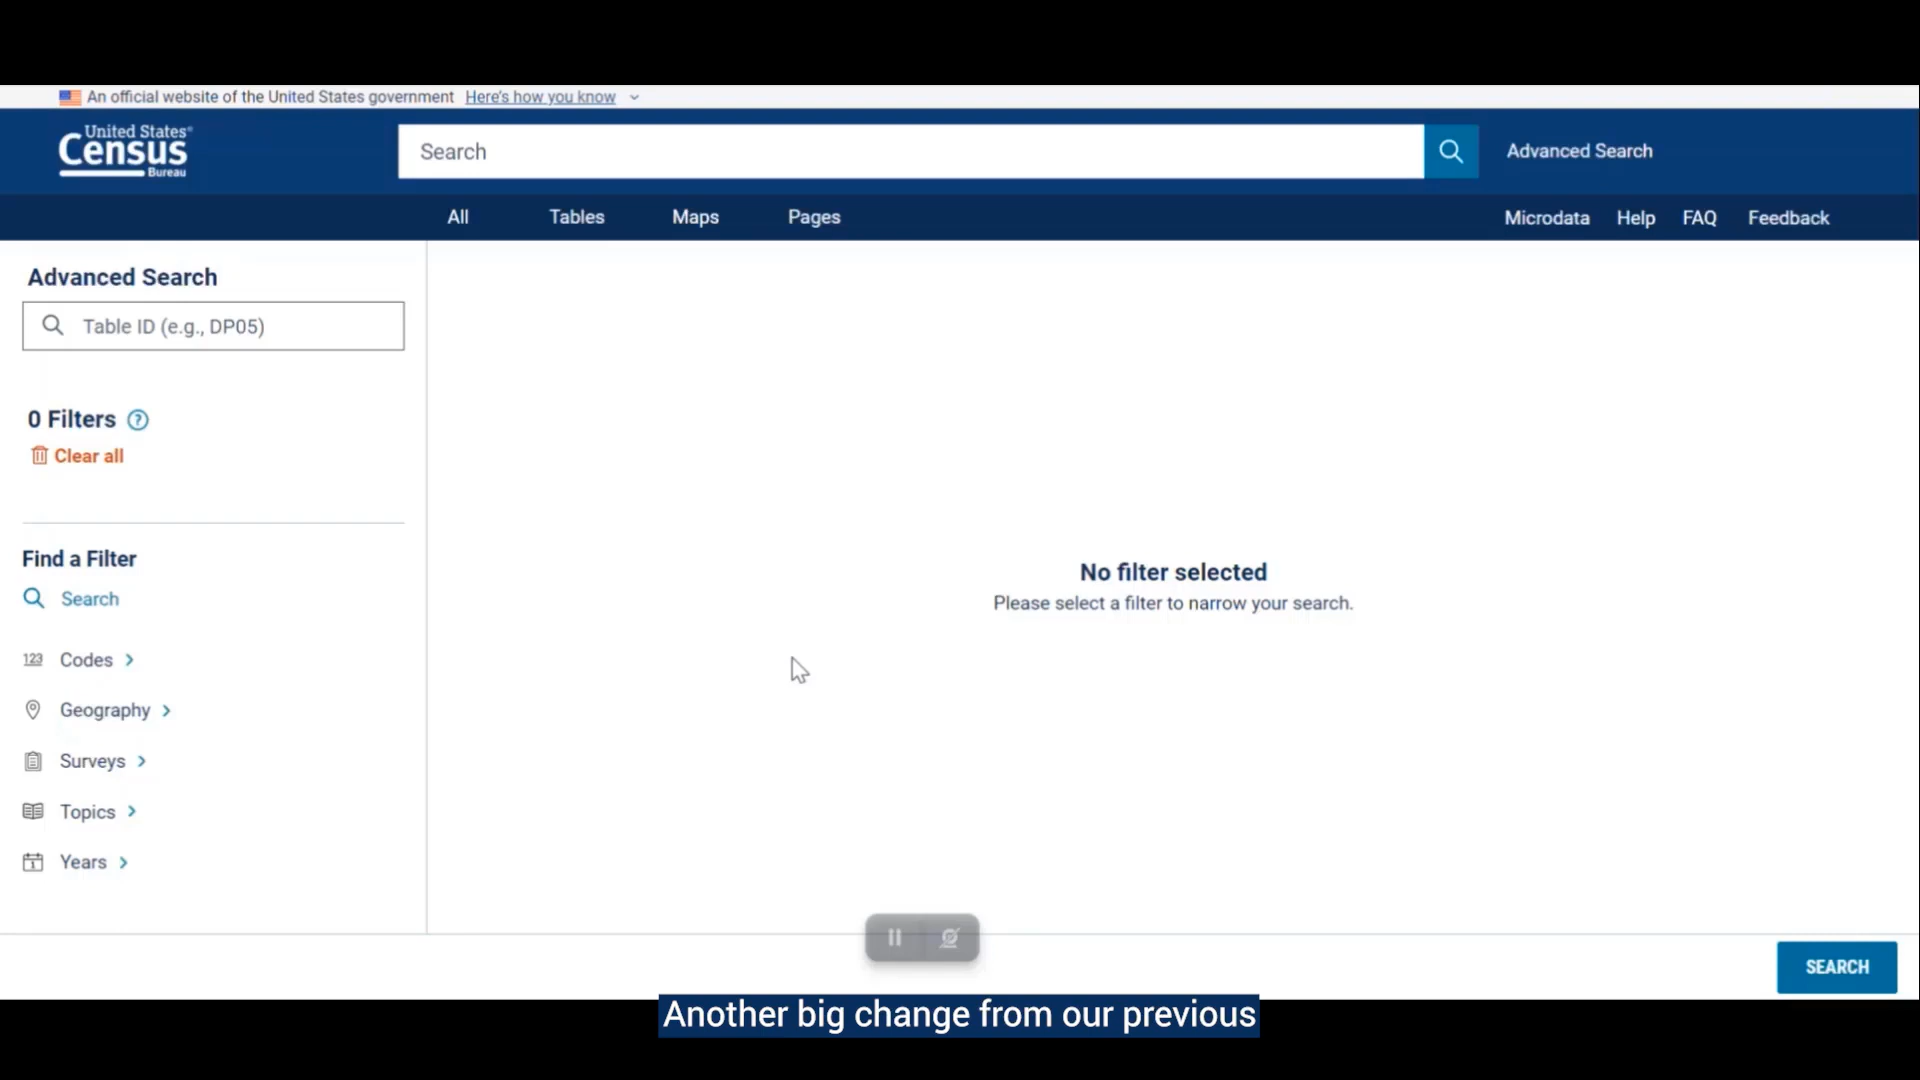 An official website of the United States government Here's how you know
United States®
Census
Bureau
Search
Advanced Search
All Tables Maps Pages
Microdata Help FAQ Feedback
Advanced Search
Table ID (e.g., DP05)
0 Filters ?
Clear all
Find a Filter
Search
123 Codes
Geography
Surveys
Topics
1 Years
No filter selected
Please select a filter to narrow your search.
SEARCH
Another big change from our previous